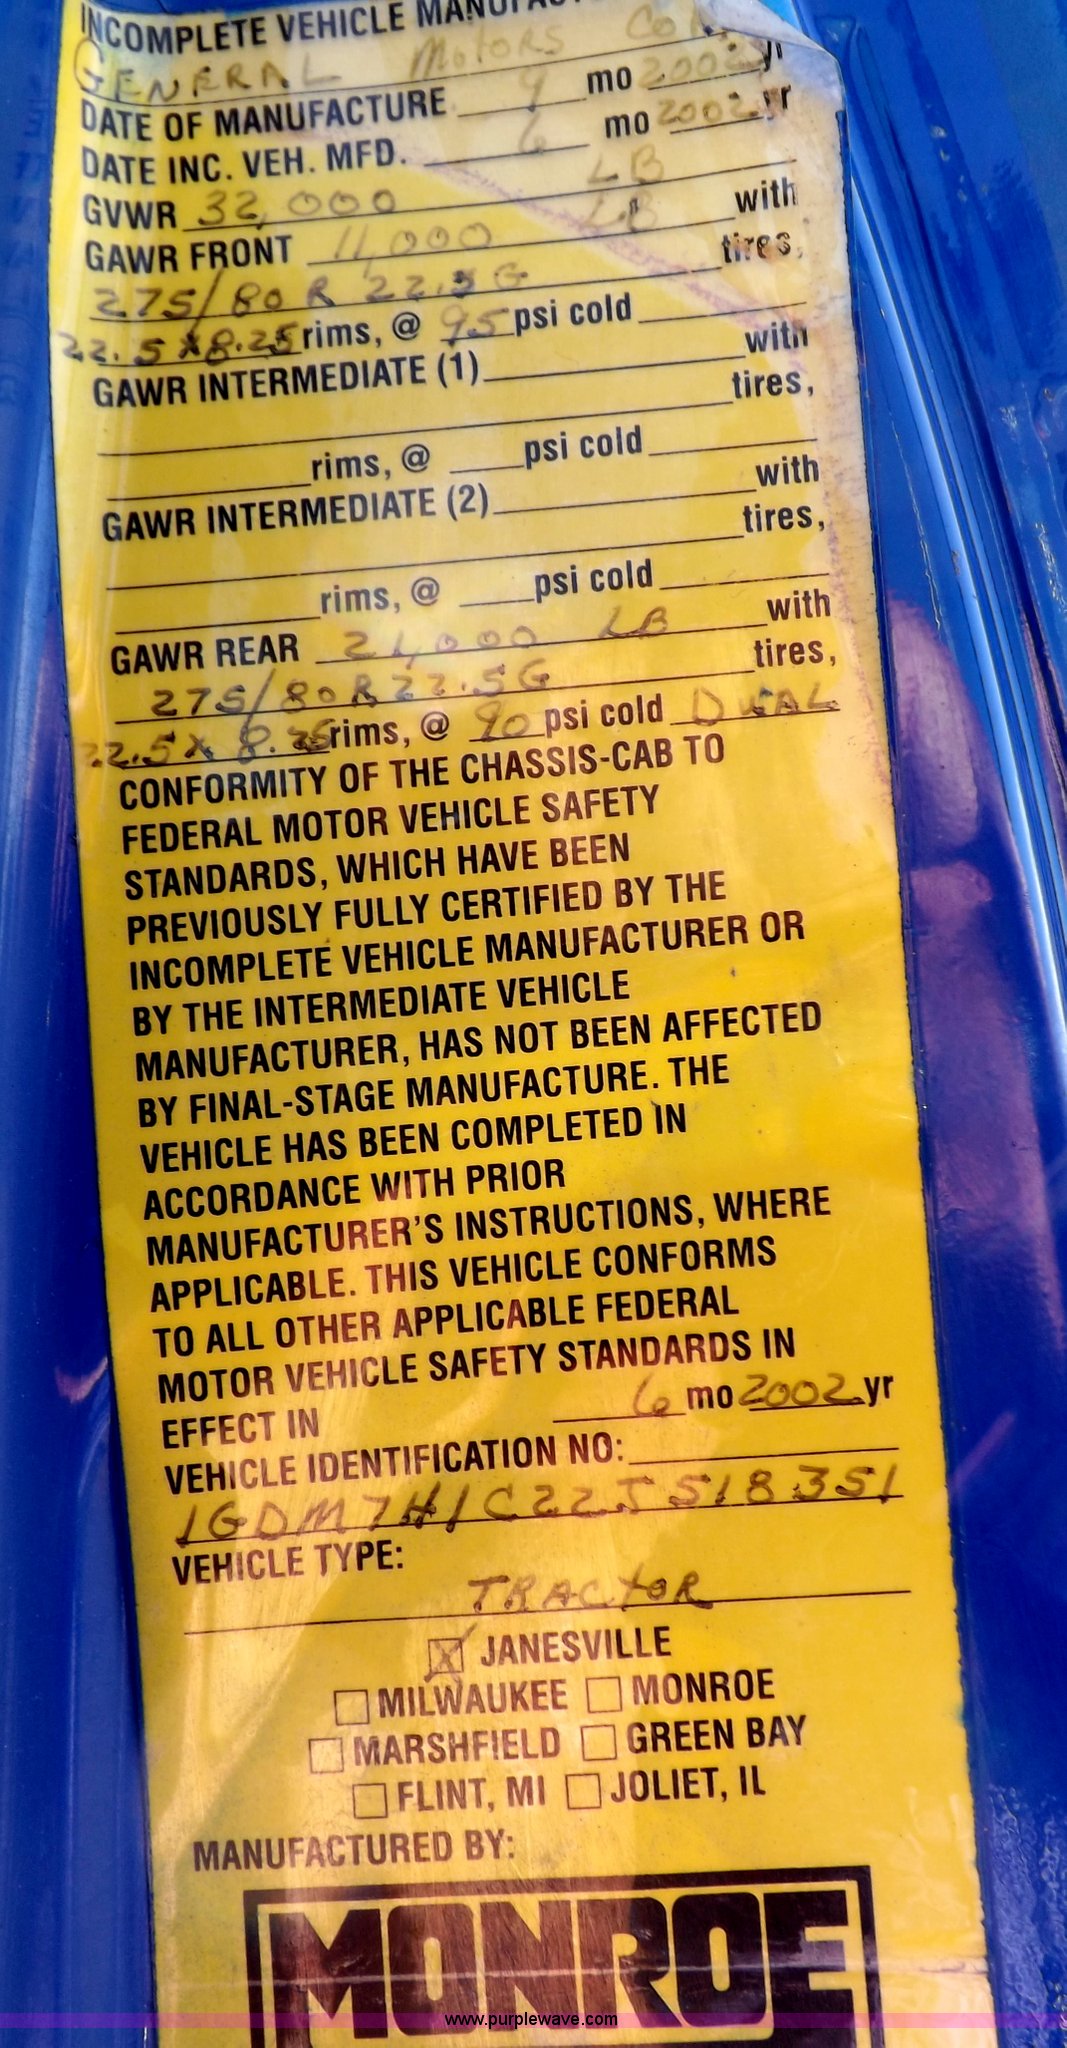 INCOMPLETE VEHICLE
GENERAL MOTORS
DATE OF MANUFACTURE 9 mo 2002 yr
DATE INC. VEH. MFD. 6 mo 2002 yr
GVWR 32,000 LB
GAWR FRONT 11,000 LB with
275/80 R 22.5 G tires,
22.5 x 8.25 rims, @ 95 psi cold
GAWR INTERMEDIATE (1) with
tires,
rims, @ psi cold
GAWR INTERMEDIATE (2) with
tires,
rims, @ psi cold
GAWR REAR 21,000 LB with
275/80 R 22.5 G tires,
22.5 x 8.25 rims, @ 90 psi cold DUAL
CONFORMITY OF THE CHASSIS-CAB TO
FEDERAL MOTOR VEHICLE SAFETY
STANDARDS, WHICH HAVE BEEN
PREVIOUSLY FULLY CERTIFIED BY THE
INCOMPLETE VEHICLE MANUFACTURER OR
BY THE INTERMEDIATE VEHICLE
MANUFACTURER, HAS NOT BEEN AFFECTED
BY FINAL-STAGE MANUFACTURE. THE
VEHICLE HAS BEEN COMPLETED IN
ACCORDANCE WITH PRIOR
MANUFACTURER'S INSTRUCTIONS, WHERE
APPLICABLE. THIS VEHICLE CONFORMS
TO ALL OTHER APPLICABLE FEDERAL
MOTOR VEHICLE SAFETY STANDARDS IN
EFFECT IN 6 mo 2002 yr
VEHICLE IDENTIFICATION NO:
1GDM7H1C22J518351
VEHICLE TYPE:
TRACTOR
JANESVILLE
MILWAUKEE MONROE
MARSHFIELD GREEN BAY
FLINT, MI JOLIET, IL
MANUFACTURED BY:
MONROE
www.purplewave.com